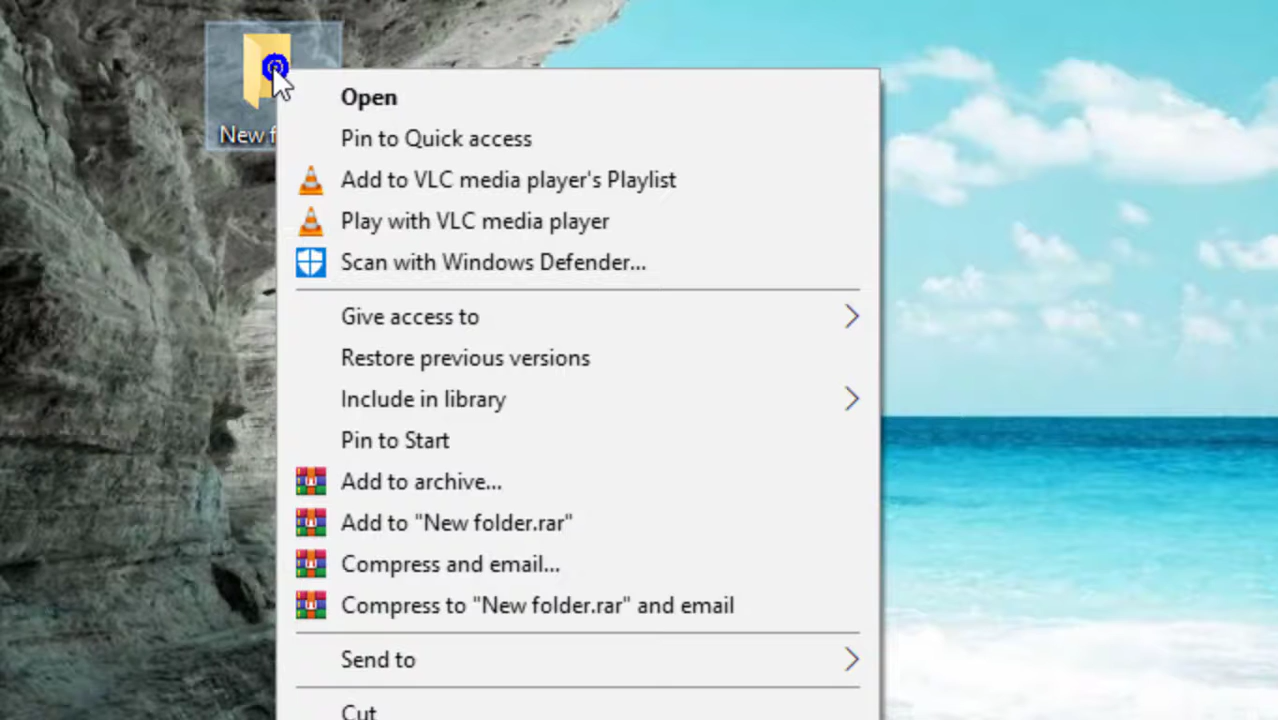 New f
Open
Pin to Quick access
Add to VLC media player's Playlist
Play with VLC media player
Scan with Windows Defender...
Give access to
Restore previous versions
Include in library
Pin to Start
Add to archive...
Add to "New folder.rar"
Compress and email...
Compress to "New folder.rar" and email
Send to
Cut